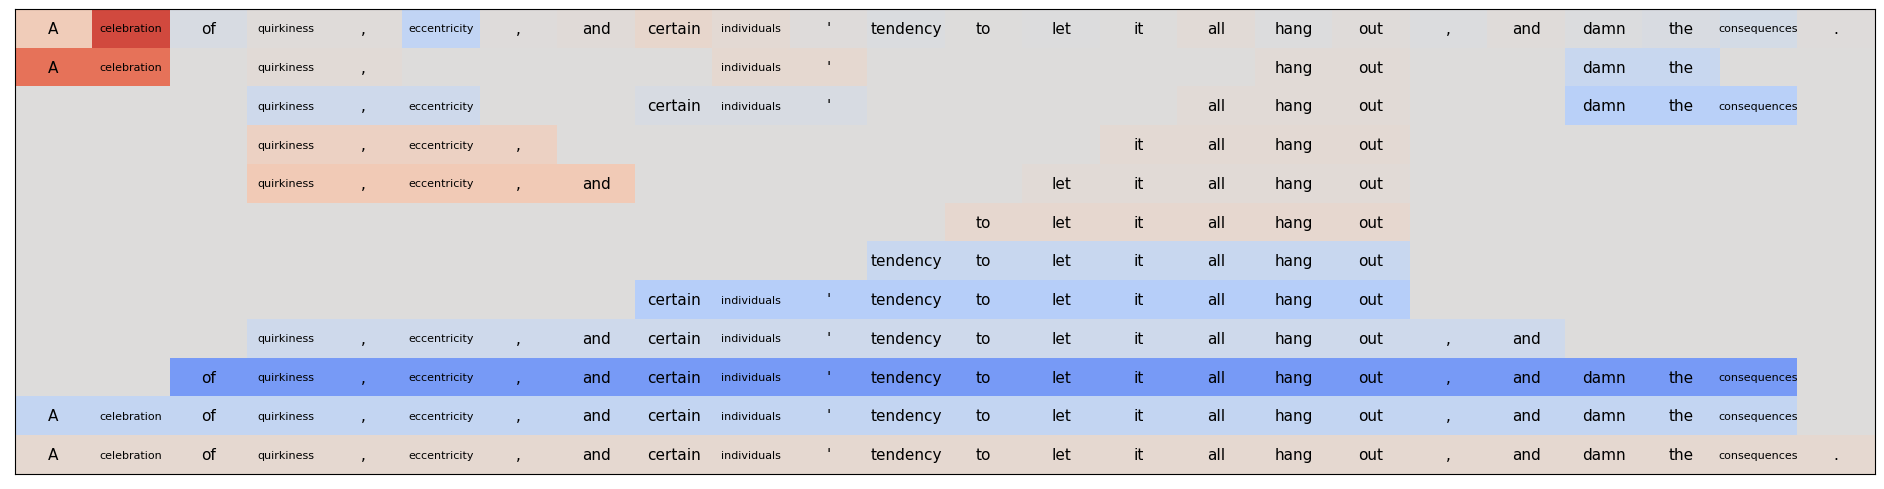 A celebration of quirkiness , eccentricity , and certain individuals ' tendency to let it all hang out , and damn the consequences .
A celebration quirkiness , individuals ' hang out damn the
quirkiness , eccentricity certain individuals ' all hang out damn the consequences
quirkiness , eccentricity , it all hang out
quirkiness , eccentricity , and let it all hang out
to let it all hang out
tendency to let it all hang out
certain individuals ' tendency to let it all hang out
quirkiness , eccentricity , and certain individuals ' tendency to let it all hang out , and
of quirkiness , eccentricity , and certain individuals ' tendency to let it all hang out , and damn the consequences
A celebration of quirkiness , eccentricity , and certain individuals ' tendency to let it all hang out , and damn the consequences
A celebration of quirkiness , eccentricity , and certain individuals ' tendency to let it all hang out , and damn the consequences .